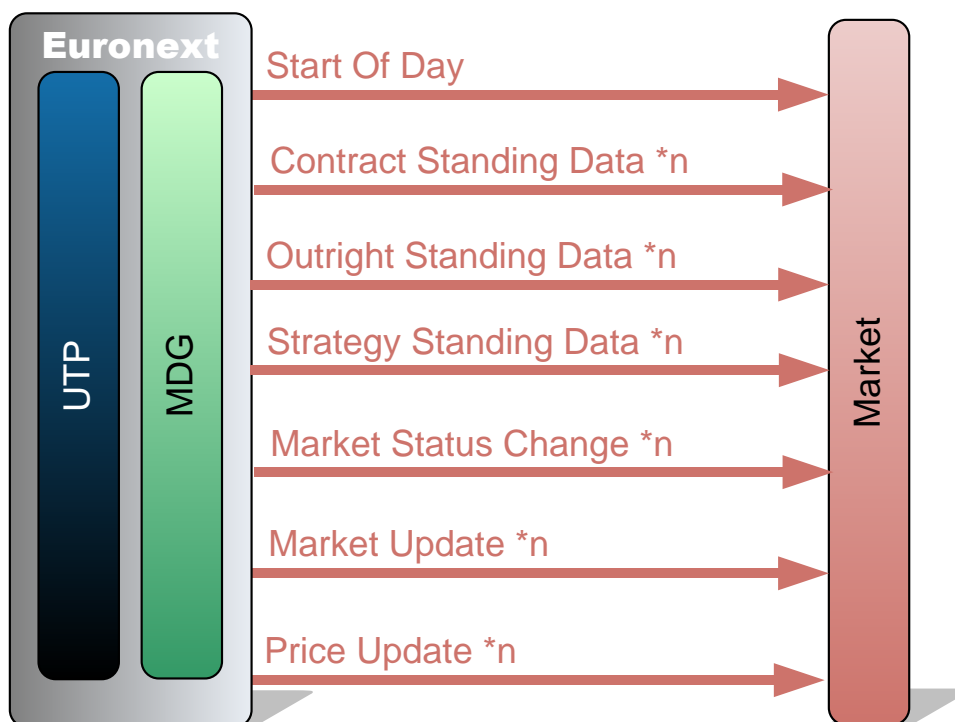 Euronext
UTP
MDG
Start Of Day
Contract Standing Data *n
Outright Standing Data *n
Strategy Standing Data *n
Market Status Change *n
Market Update *n
Price Update *n
Market